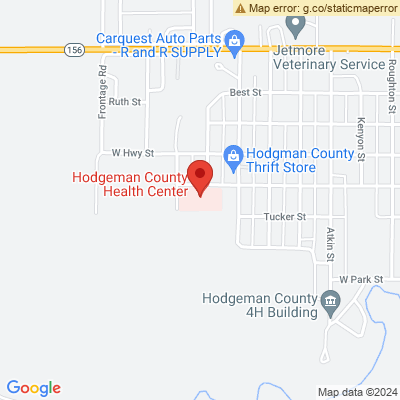 Map error: g.co/staticmaperror
Carquest Auto Parts
- R and R SUPPLY
156
Jetmore
Veterinary Service
Frontage Rd
Ruth St
Best St
Roughton St
Kenyon St
W Hwy St
Hodgman County
Thrift Store
Hodgeman County
Health Center
Tucker St
Atkin St
W Park St
Hodgeman County
4H Building
Google
Map data ©2024